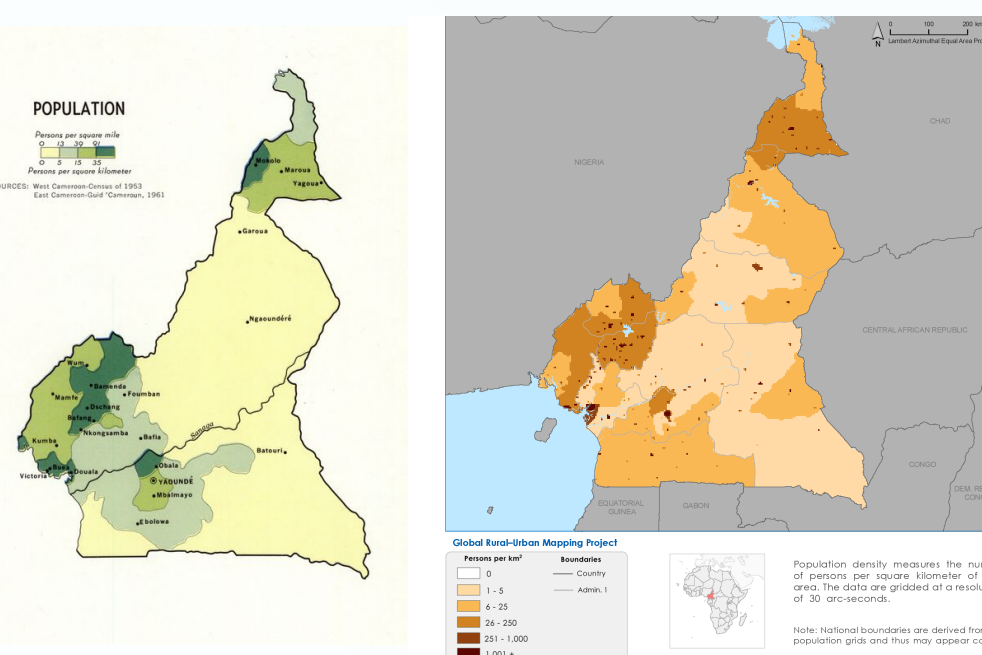 POPULATION
Persons per square mile
0 13 39 91
0 5 15 35
Persons per square kilometer
URCES: West Cameroon-Census of 1953
East Cameroon-Guid 'Cameroun, 1961
Mokolo
Maroua
Yagoua
Garoua
Ngaoundéré
Wum
Bamenda
Foumban
Mamfe
Dschang
Bafang
Nkongsamba
Bafia
Sanaga
Kumba
Batouri
Obala
Buea
Victoria
Douala
YAOUNDÉ
Mbalmayo
Ebolowa
0 100 200 km
N
Lambert Azimuthal Equal Area Pro
CHAD
NIGERIA
CENTRAL AFRICAN REPUBLIC
CONGO
DEM. RE
CON
EQUATORIAL
GUINEA
GABON
Global Rural–Urban Mapping Project
Persons per km²
0
1 - 5
6 - 25
26 - 250
251 - 1,000
1,001 +
Boundaries
Country
Admin. 1
Population density measures the nu
of persons per square kilometer of
area. The data are gridded at a resolu
of 30 arc-seconds.
Note: National boundaries are derived from
population grids and thus may appear co